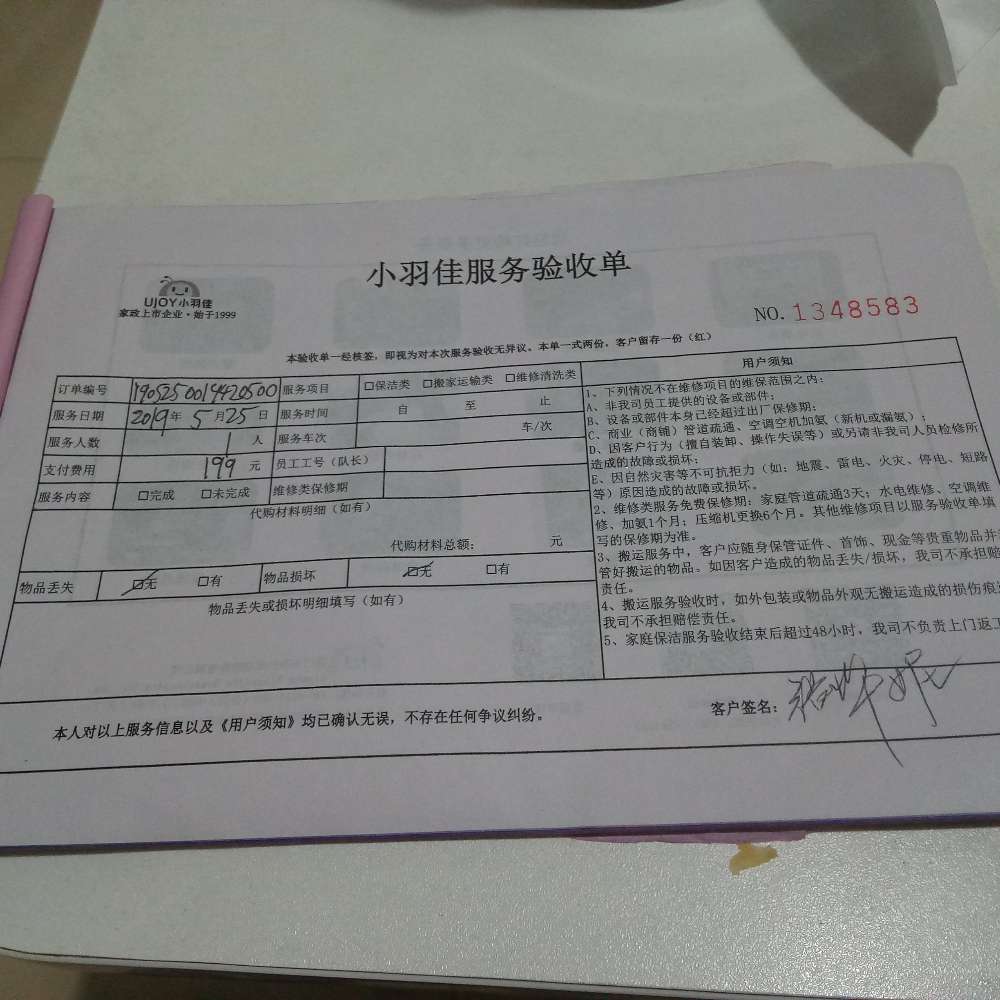 小羽佳服务验收单
UJOY小羽佳
家政上市企业·始于1999
NO.1348583
本验收单一经核签，即视为对本次服务验收无异议。本单一式两份，客户留存一份（红）
订单编号 1905250014420500 服务项目 □保洁类 □搬家运输类 □维修清洗类
服务日期 2019年 5月25日 服务时间 自 至 止
服务人数 1 人 服务车次 车/次
支付费用 199 元 员工工号（队长）
服务内容 □完成 □未完成 维修类保修期
代购材料明细（如有）
代购材料总额： 元
物品丢失 □无 □有 物品损坏 □无 □有
物品丢失或损坏明细填写（如有）
用户须知
1、下列情况不在维修项目的维保范围之内：
A、非我司员工提供的设备或部件；
B、设备或部件本身已经超过出厂保修期；
C、商业（商铺）管道疏通、空调空机加氨（新机或漏氨）；
D、因客户行为（擅自装卸、操作失误等）或另请非我司人员检修所
造成的故障或损坏；
E、因自然灾害等不可抗拒力（如：地震、雷电、火灾、停电、短路
等）原因造成的故障或损坏。
2、维修类服务免费保修期：家庭管道疏通3天；水电维修、空调维
修、加氨1个月；压缩机更换6个月。其他维修项目以服务验收单填
写的保修期为准。
3、搬运服务中，客户应随身保管证件、首饰、现金等贵重物品并
管好搬运的物品。如因客户造成的物品丢失/损坏，我司不承担赔
责任。
4、搬运服务验收时，如外包装或物品外观无搬运造成的损伤痕
我司不承担赔偿责任。
5、家庭保洁服务验收结束后超过48小时，我司不负责上门返工
本人对以上服务信息以及《用户须知》均已确认无误，不存在任何争议纠纷。
客户签名：